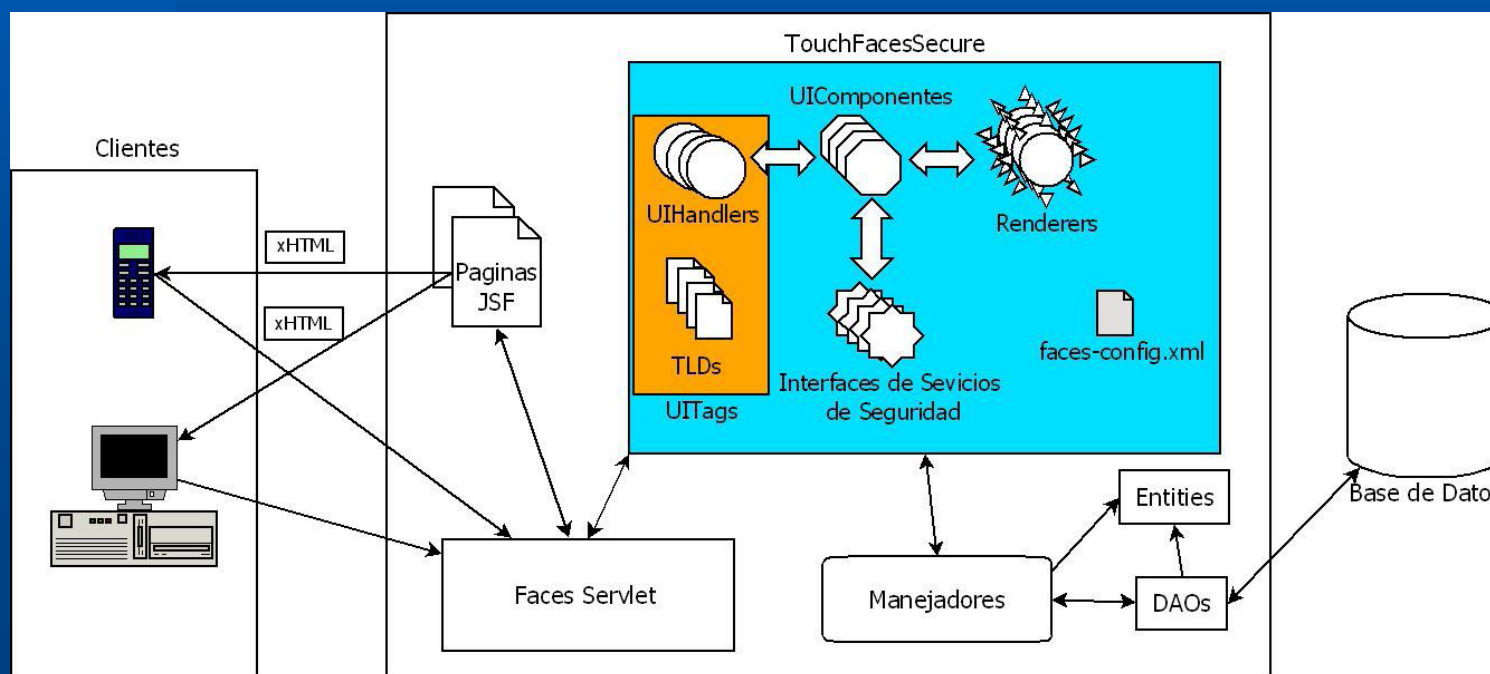 TouchFacesSecure
UIComponentes
Clientes
UIHandlers
Renderers
xHTML
Paginas
JSF
xHTML
TLDs
faces-config.xml
Interfaces de Sevicios
de Seguridad
UITags
Base de Dato
Entities
Faces Servlet
Manejadores
DAOs